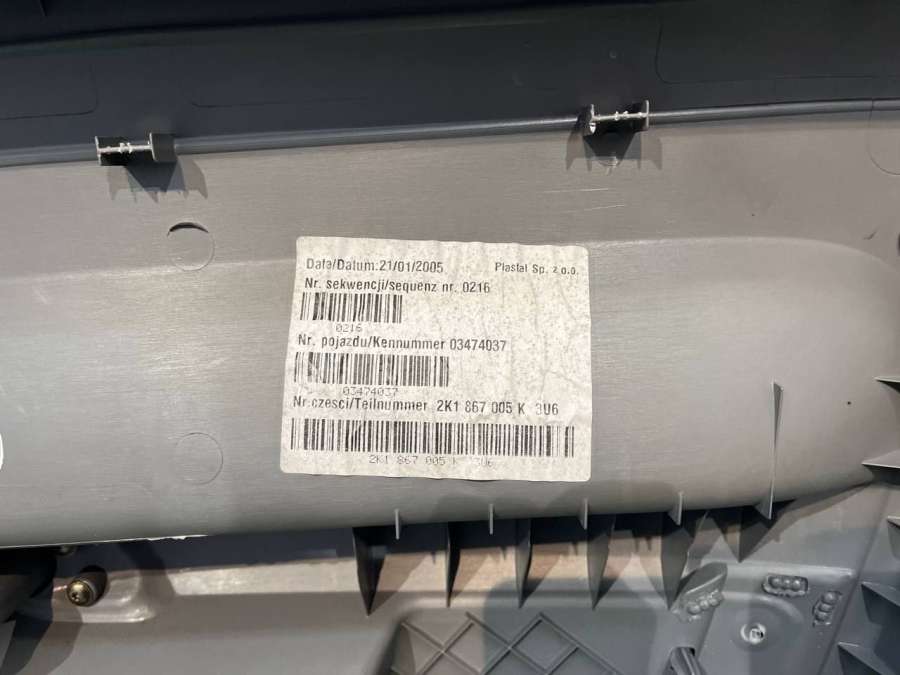 Data/Datum:21/01/2005 Plastal Sp. z o.o.
Nr. sekwencji/sequenz nr. 0216
0216
Nr. pojazdu/Kennummer 03474037
03474037
Nr.czesci/Teilnummer 2K1 867 005 K 3U6
2K1 867 005 K 3U6